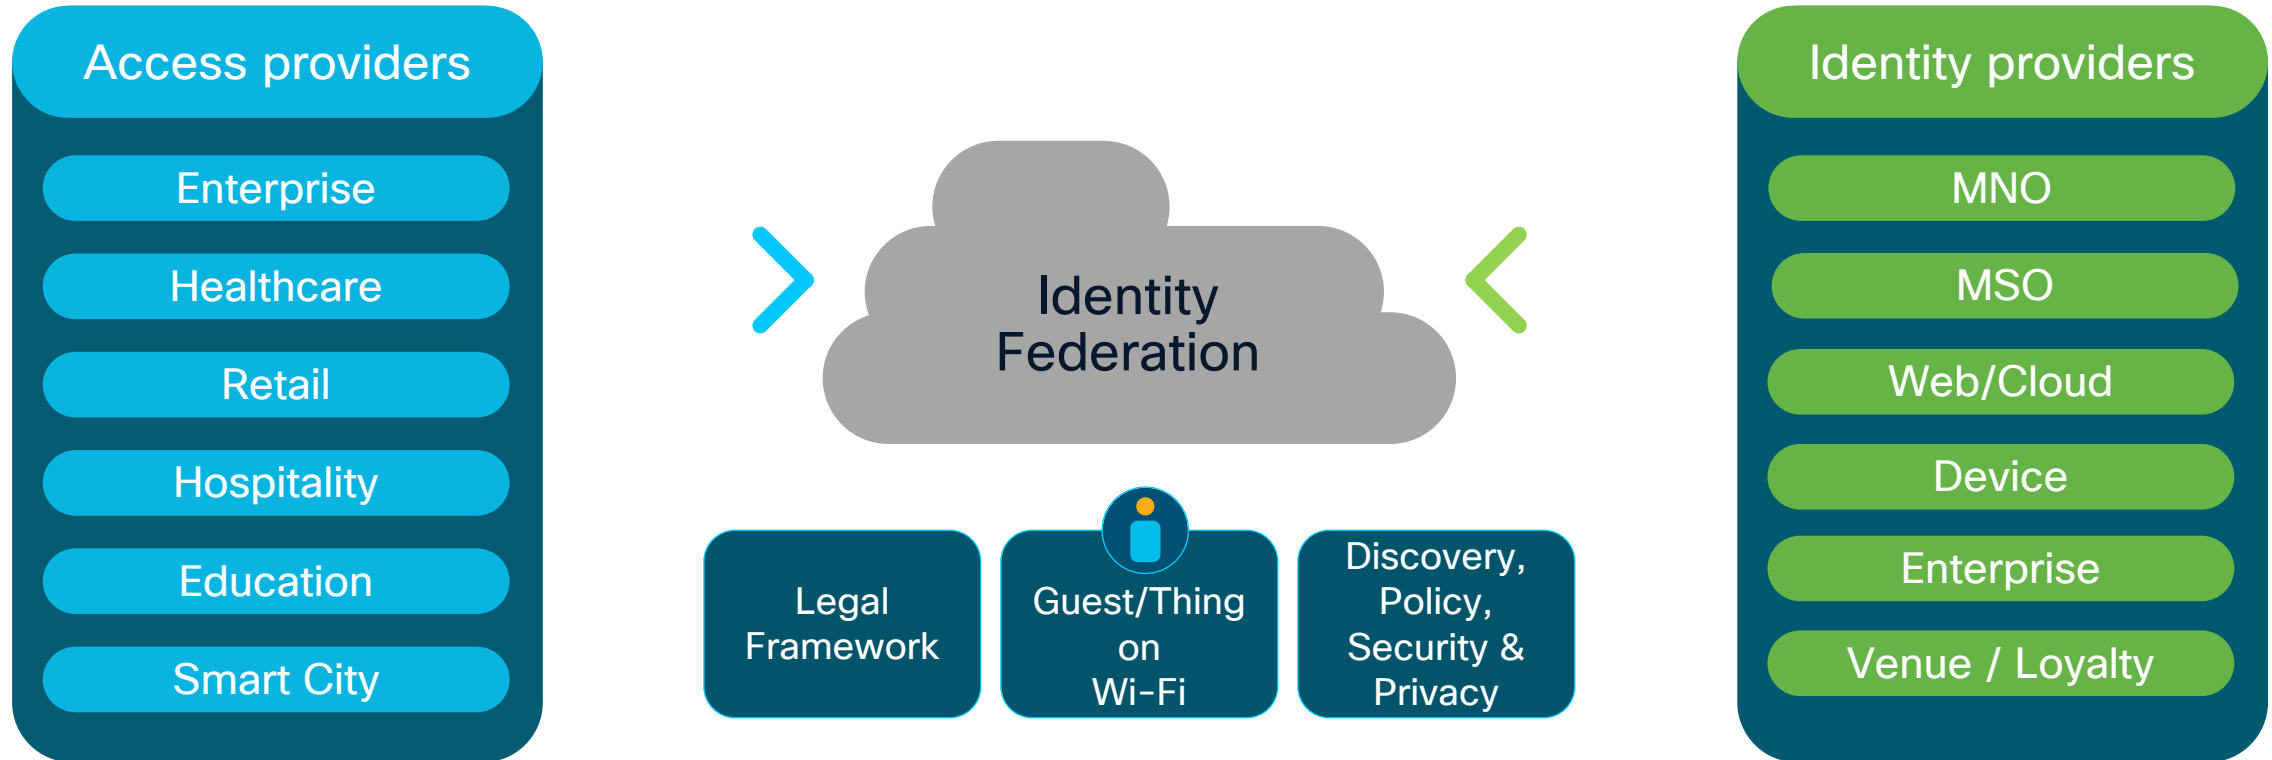 Access providers
Enterprise
Healthcare
Retail
Hospitality
Education
Smart City
Identity
Federation
Legal
Framework
Guest/Thing
on
Wi-Fi
Discovery,
Policy,
Security &
Privacy
Identity providers
MNO
MSO
Web/Cloud
Device
Enterprise
Venue / Loyalty